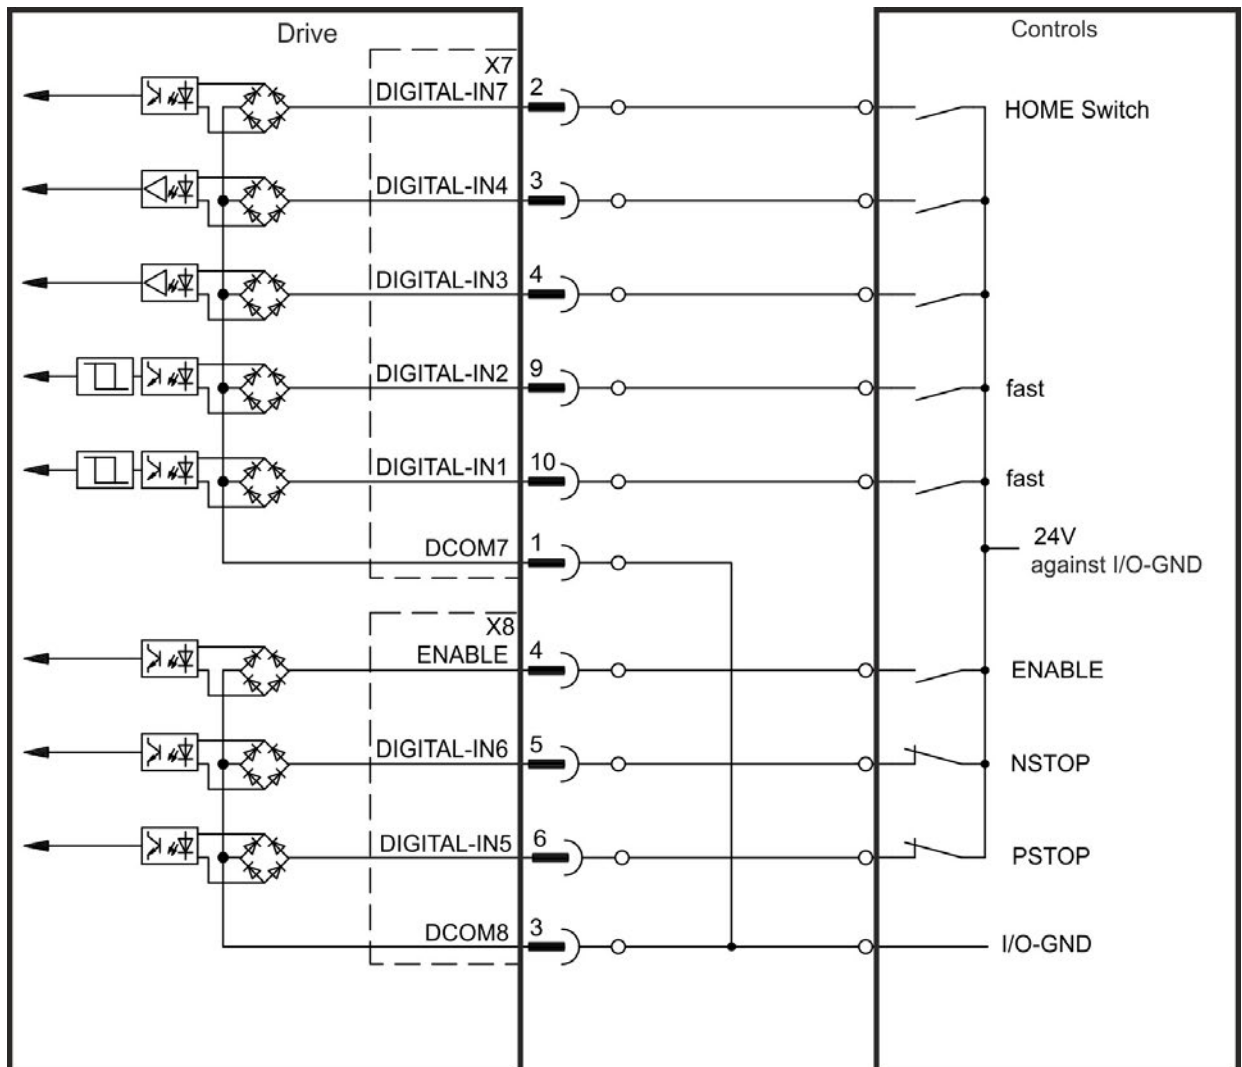 Drive
Controls
X7
DIGITAL-IN7 2 HOME Switch
DIGITAL-IN4 3
DIGITAL-IN3 4
DIGITAL-IN2 9 fast
DIGITAL-IN1 10 fast
DCOM7 1 24V
against I/O-GND
X8
ENABLE 4 ENABLE
DIGITAL-IN6 5 NSTOP
DIGITAL-IN5 6 PSTOP
DCOM8 3 I/O-GND